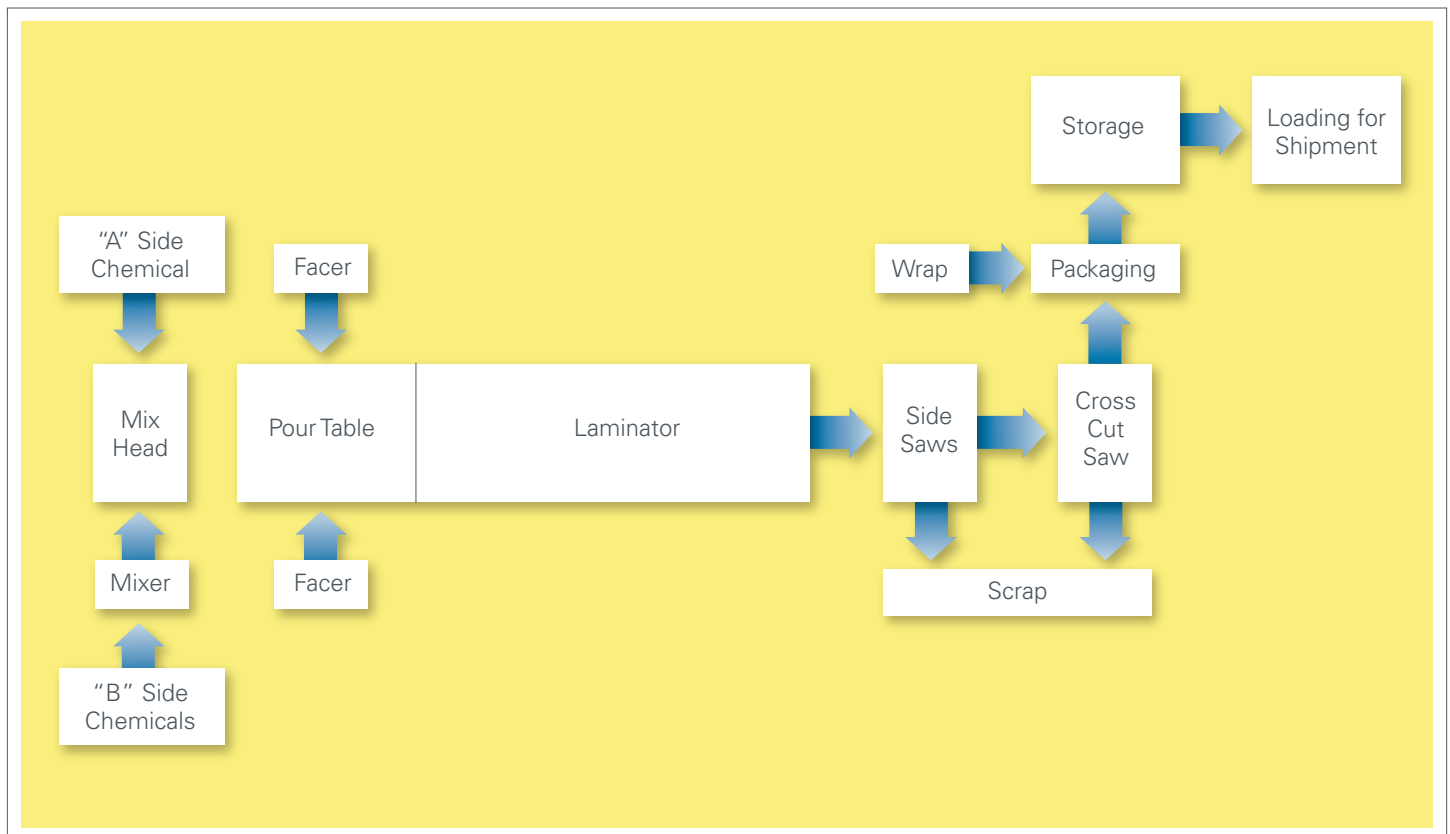 Storage
Loading for
Shipment
“A” Side
Chemical
Facer
Wrap
Packaging
Mix
Head
Pour Table
Laminator
Side
Saws
Cross
Cut
Saw
Mixer
Facer
Scrap
“B” Side
Chemicals